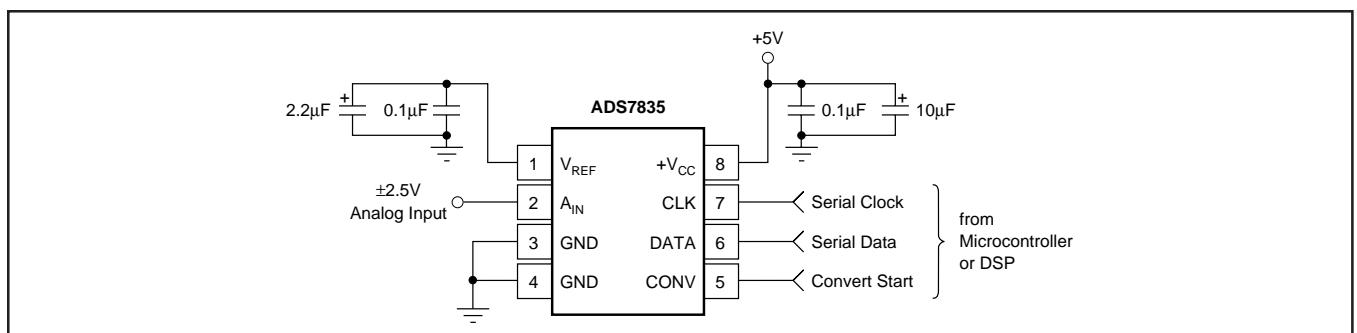 +5V
2.2µF
+
0.1µF
ADS7835
0.1µF
+
10µF
1
V_REF
+V_CC
8
±2.5V
Analog Input
2
A_IN
CLK
7
Serial Clock
3
GND
DATA
6
Serial Data
4
GND
CONV
5
Convert Start
from
Microcontroller
or DSP